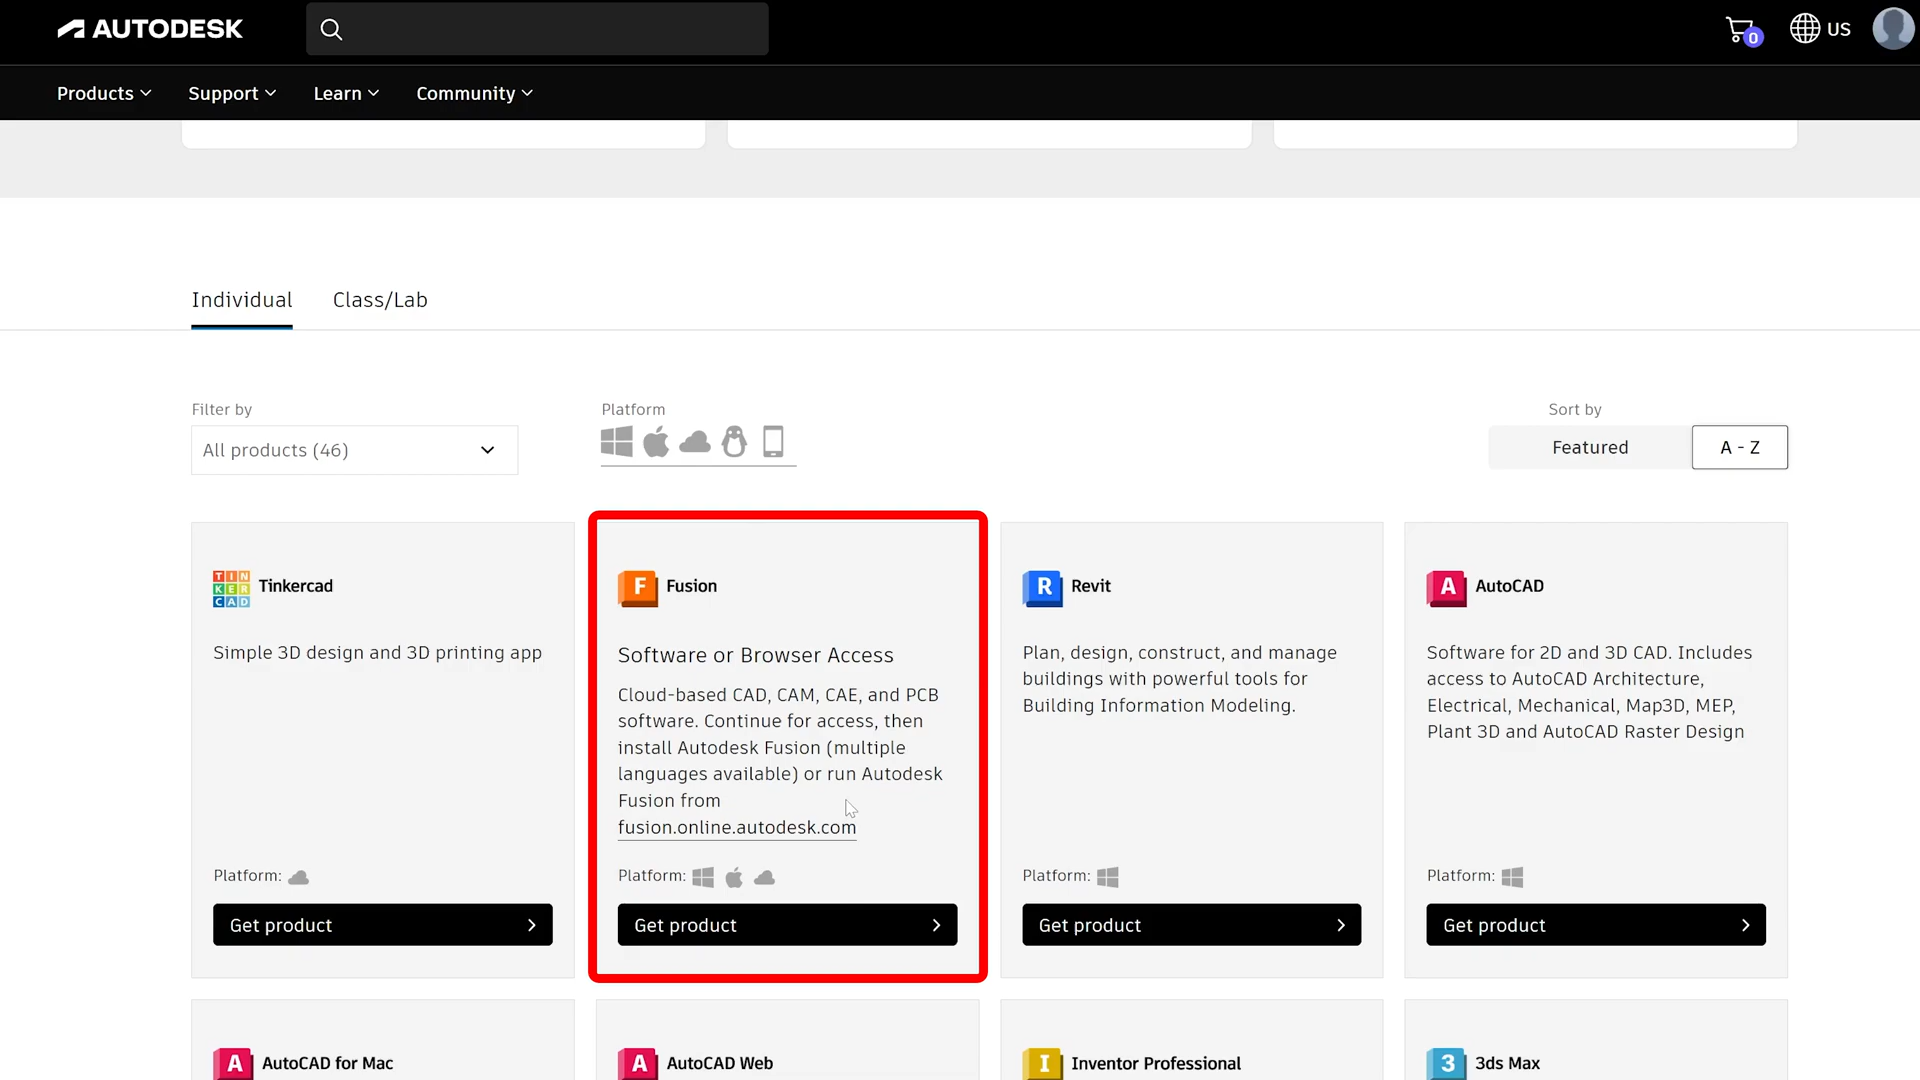 AUTODESK
0
US
Products
Support
Learn
Community
Individual
Class/Lab
Filter by
All products (46)
Platform
Sort by
Featured
A - Z
TIN
KER
CAD
Tinkercad
Simple 3D design and 3D printing app
Platform:
Get product
F
Fusion
Software or Browser Access
Cloud-based CAD, CAM, CAE, and PCB
software. Continue for access, then
install Autodesk Fusion (multiple
languages available) or run Autodesk
Fusion from
fusion.online.autodesk.com
Platform:
Get product
R
Revit
Plan, design, construct, and manage
buildings with powerful tools for
Building Information Modeling.
Platform:
Get product
A
AutoCAD
Software for 2D and 3D CAD. Includes
access to AutoCAD Architecture,
Electrical, Mechanical, Map3D, MEP,
Plant 3D and AutoCAD Raster Design
Platform:
Get product
A
AutoCAD for Mac
A
AutoCAD Web
I
Inventor Professional
3
3ds Max